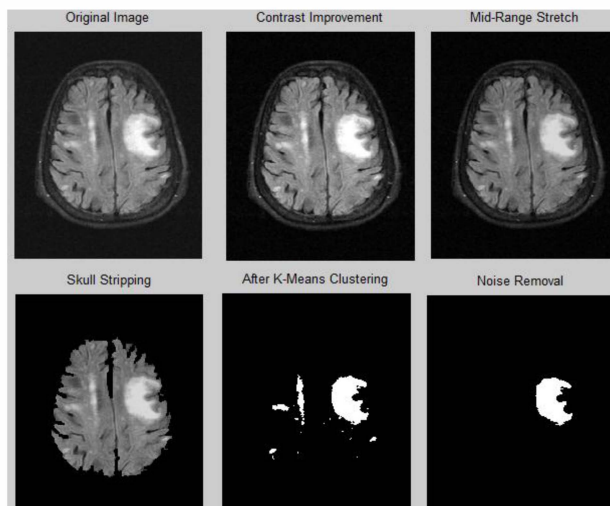 Original Image
Contrast Improvement
Mid-Range Stretch
Skull Stripping
After K-Means Clustering
Noise Removal